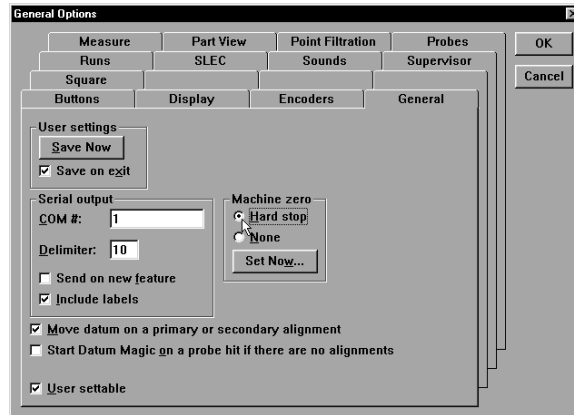 General Options
Measure Part View Point Filtration Probes
OK
Runs SLEC Sounds Supervisor
Cancel
Square
Buttons Display Encoders General
User settings
Save Now
Save on exit
Serial output
COM #: 1
Delimiter: 10
Send on new feature
Include labels
Machine zero
Hard stop
None
Set Now...
Move datum on a primary or secondary alignment
Start Datum Magic on a probe hit if there are no alignments
User settable